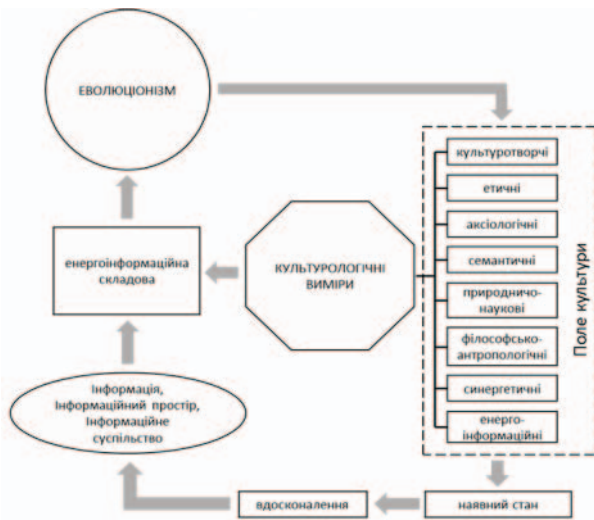 ЕВОЛЮЦІОНІЗМ
енергоінформаційна
складова
КУЛЬТУРОЛОГІЧНІ
ВИМІРИ
культуротворчі
етичні
аксіологічні
семантичні
природничо-
наукові
філософсько-
антропологічні
синергетичні
енерго-
інформаційні
Поле культури
Інформація,
Інформаційний простір,
Інформаційне
суспільство
вдосконалення
наявний стан